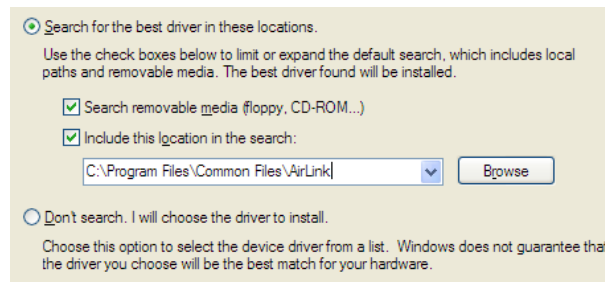 Search for the best driver in these locations.
Use the check boxes below to limit or expand the default search, which includes local
paths and removable media. The best driver found will be installed.
Search removable media (floppy, CD-ROM...)
Include this location in the search:
C:\Program Files\Common Files\AirLink
Browse
Don't search. I will choose the driver to install.
Choose this option to select the device driver from a list. Windows does not guarantee that
the driver you choose will be the best match for your hardware.